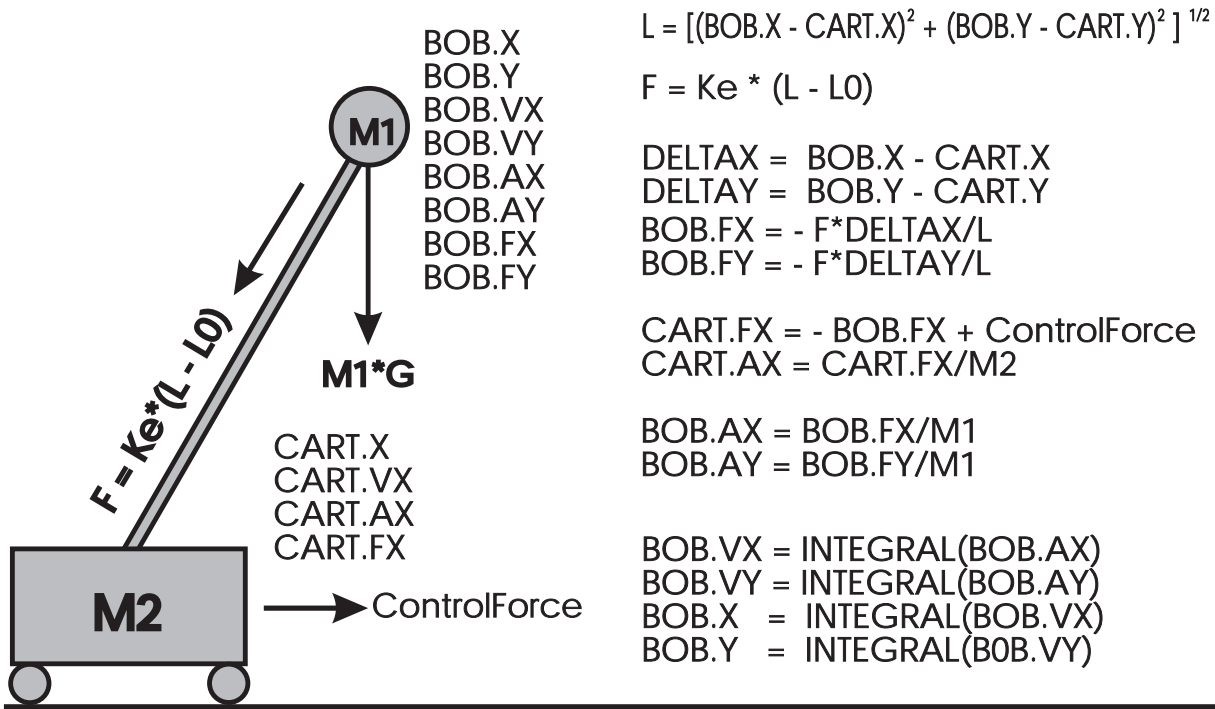 BOB.X
BOB.Y
BOB.VX
BOB.VY
BOB.AX
BOB.AY
BOB.FX
BOB.FY
M1
M1*G
F = Ke*(L - L0)
CART.X
CART.VX
CART.AX
CART.FX
M2
ControlForce
L = [(BOB.X - CART.X)² + (BOB.Y - CART.Y)² ] ^1/2
F = Ke * (L - L0)
DELTAX = BOB.X - CART.X
DELTAY = BOB.Y - CART.Y
BOB.FX = - F*DELTAX/L
BOB.FY = - F*DELTAY/L
CART.FX = - BOB.FX + ControlForce
CART.AX = CART.FX/M2
BOB.AX = BOB.FX/M1
BOB.AY = BOB.FY/M1
BOB.VX = INTEGRAL(BOB.AX)
BOB.VY = INTEGRAL(BOB.AY)
BOB.X = INTEGRAL(BOB.VX)
BOB.Y = INTEGRAL(B0B.VY)